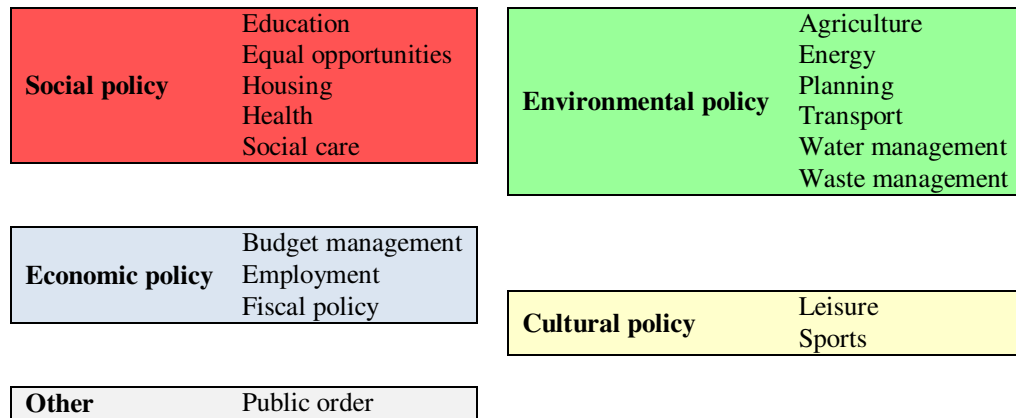 Social policy
Education
Equal opportunities
Housing
Health
Social care
Environmental policy
Agriculture
Energy
Planning
Transport
Water management
Waste management
Economic policy
Budget management
Employment
Fiscal policy
Cultural policy
Leisure
Sports
Other
Public order